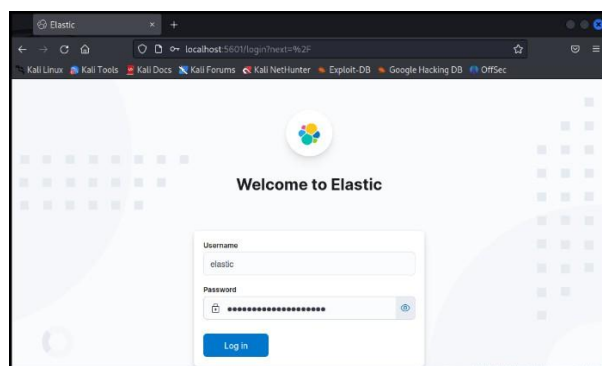 Elastic
localhost:5601/login?next=%2F
Kali Linux Kali Tools Kali Docs Kali Forums Kali NetHunter Exploit-DB Google Hacking DB OffSec
Welcome to Elastic
Username
elastic
Password
Log in